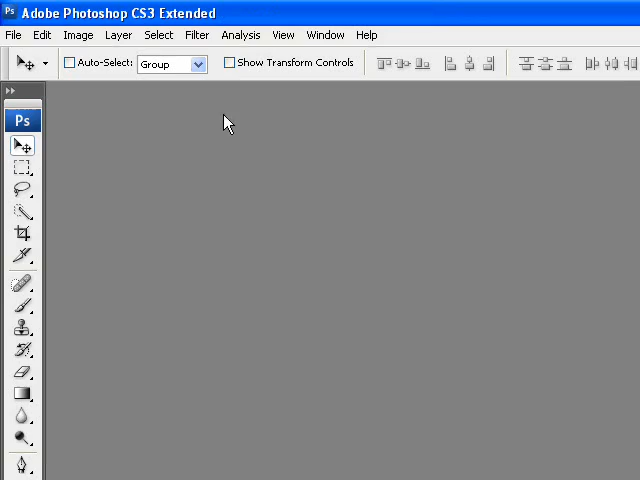 Ps Adobe Photoshop CS3 Extended
File Edit Image Layer Select Filter Analysis View Window Help
Auto-Select: Group Show Transform Controls
Ps